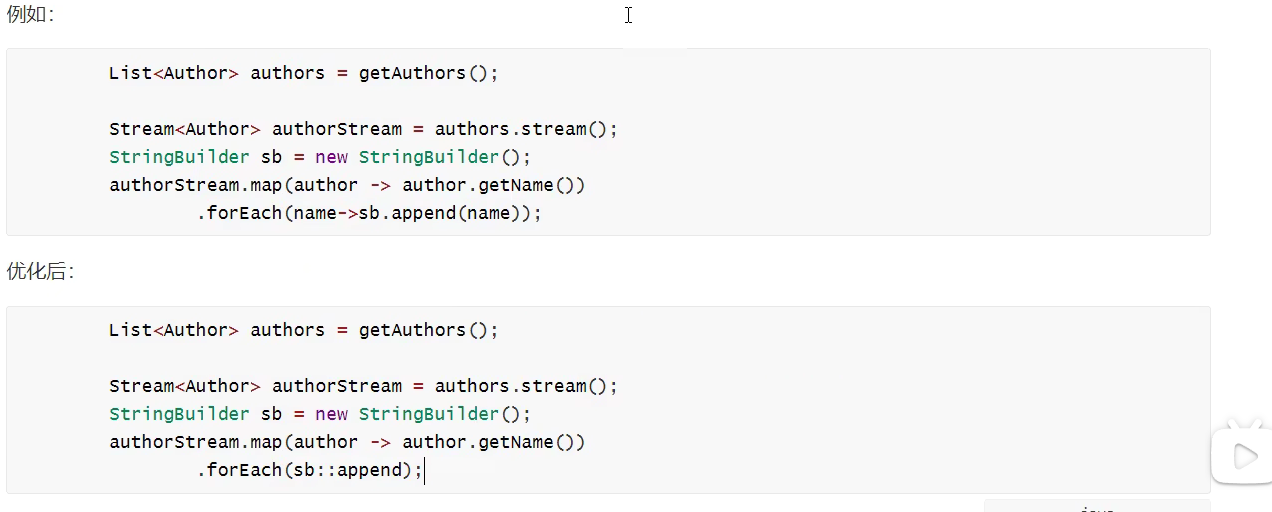 例如：
List<Author> authors = getAuthors();
Stream<Author> authorStream = authors.stream();
StringBuilder sb = new StringBuilder();
authorStream.map(author -> author.getName())
.forEach(name->sb.append(name));
优化后：
List<Author> authors = getAuthors();
Stream<Author> authorStream = authors.stream();
StringBuilder sb = new StringBuilder();
authorStream.map(author -> author.getName())
.forEach(sb::append);